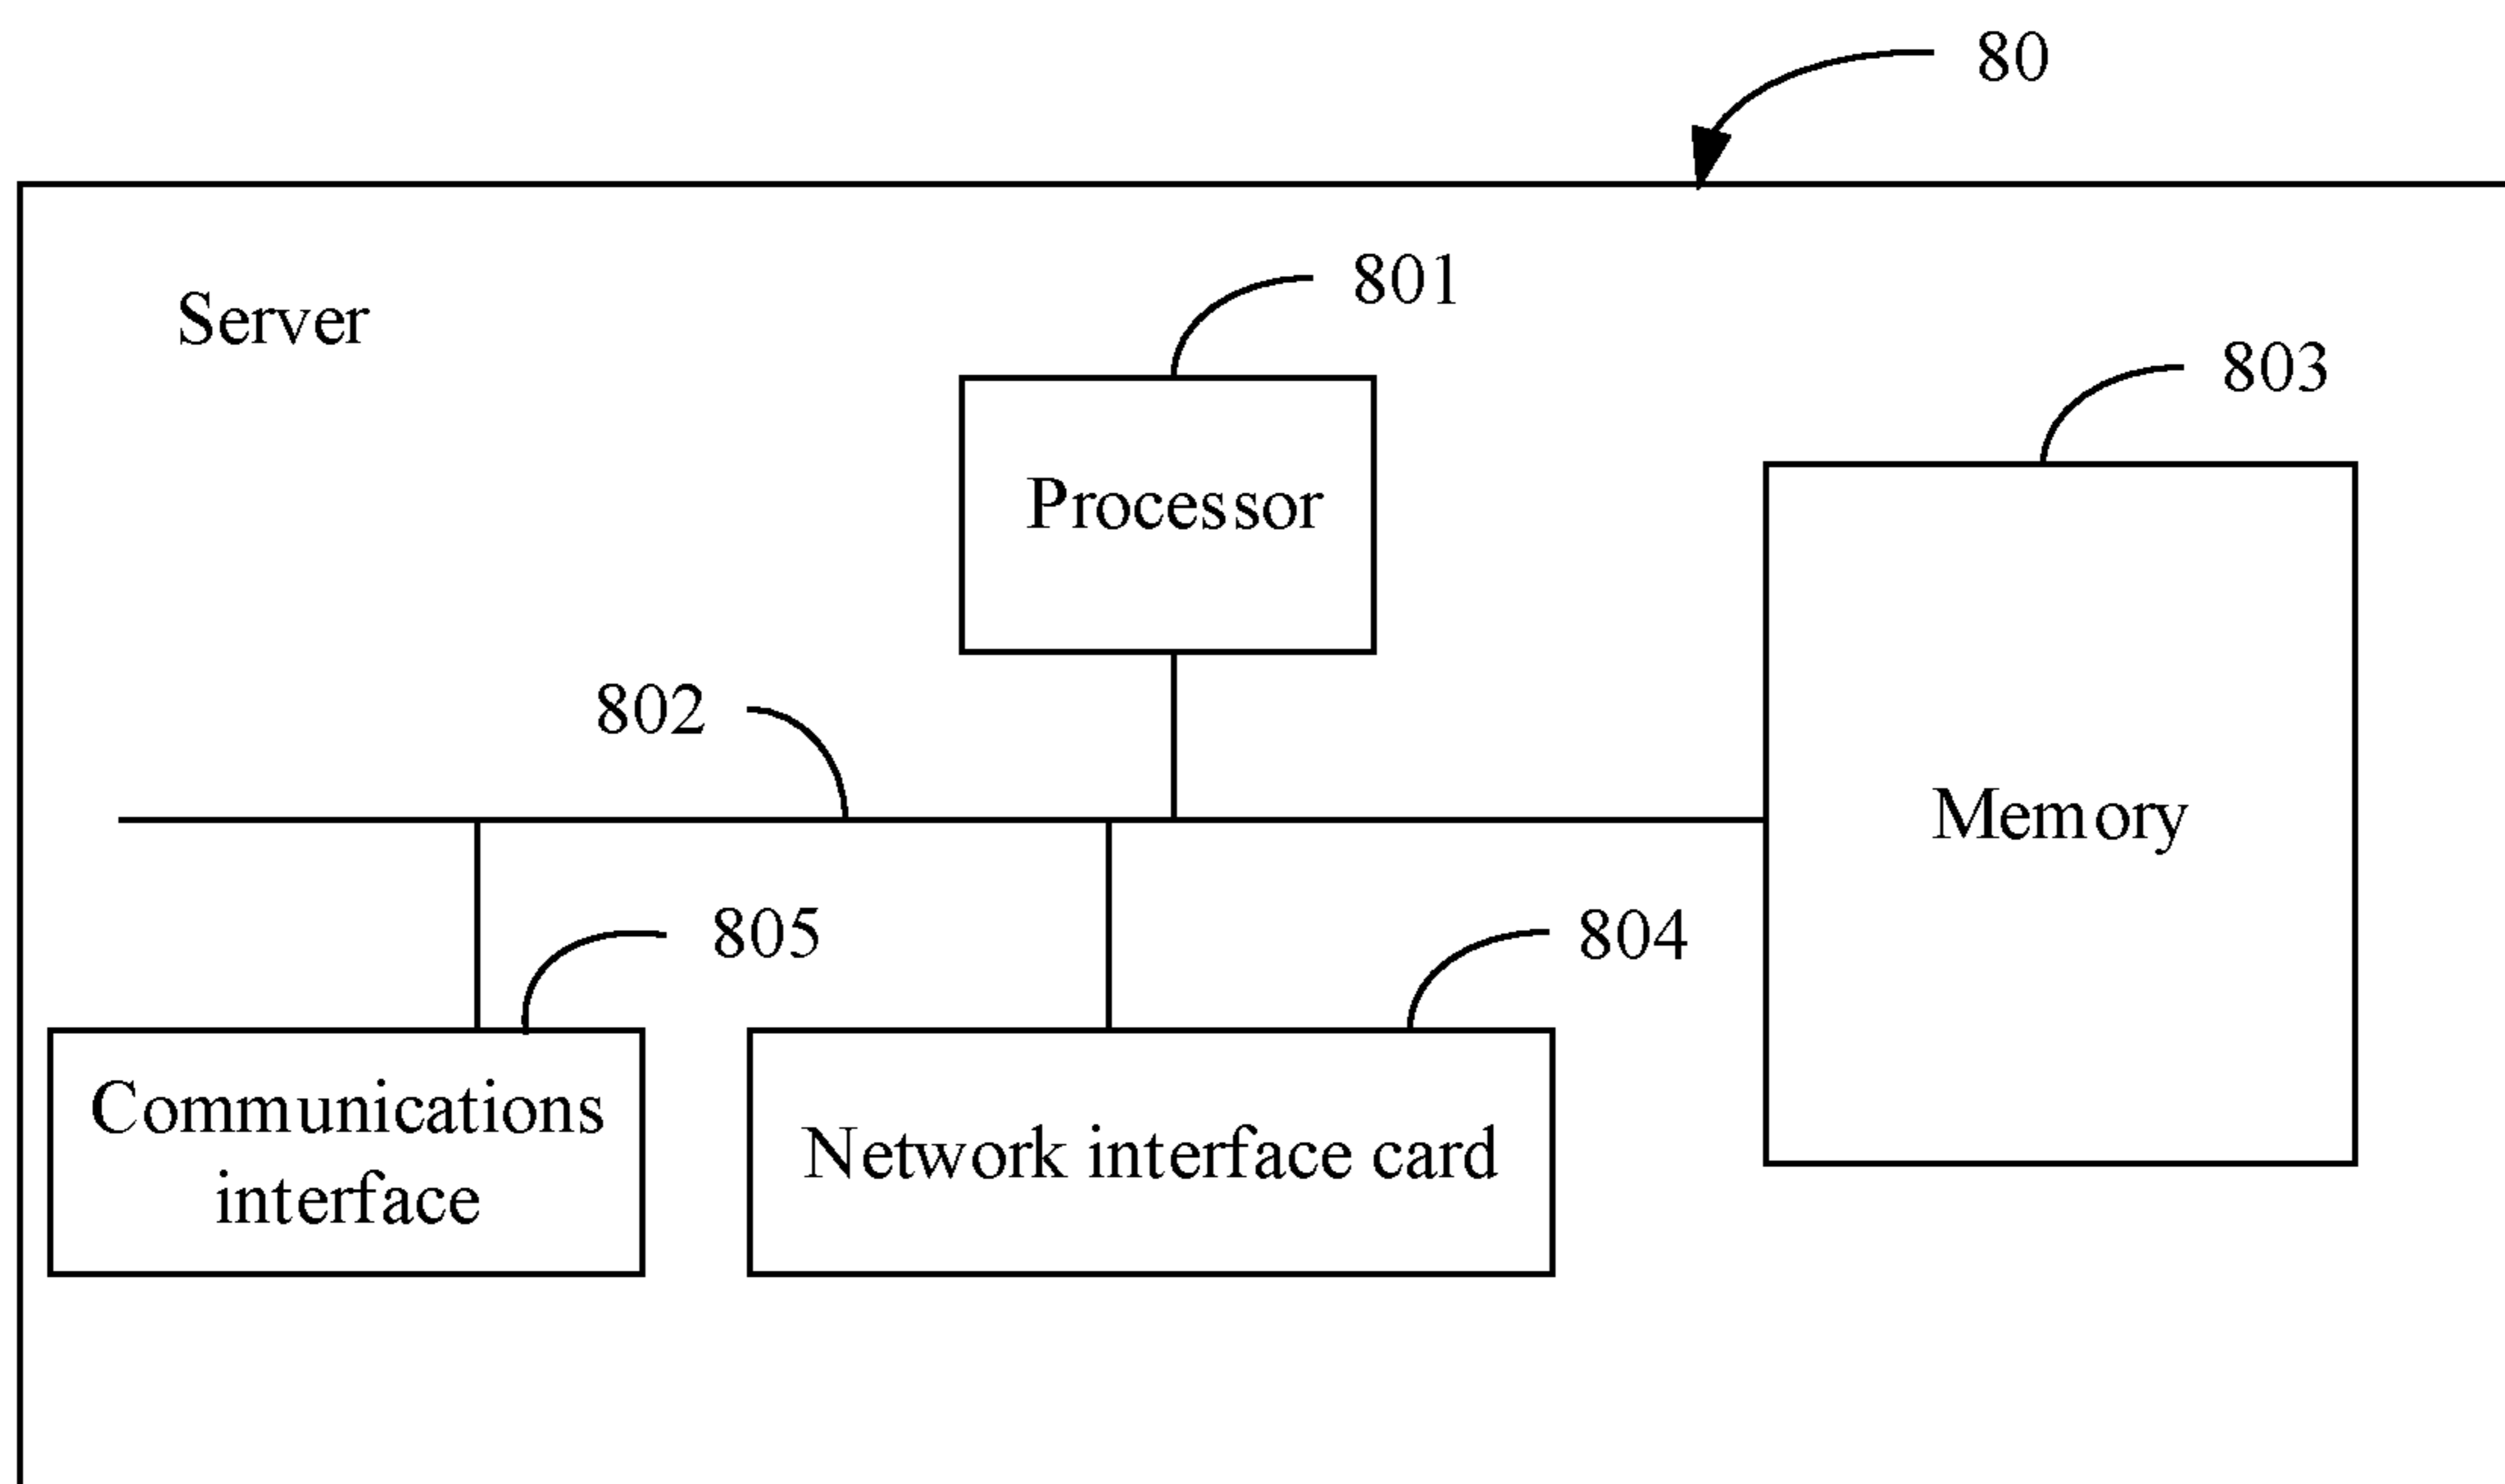 80
Server
801
803
Processor
802
Memory
805
804
Communications
interface
Network interface card